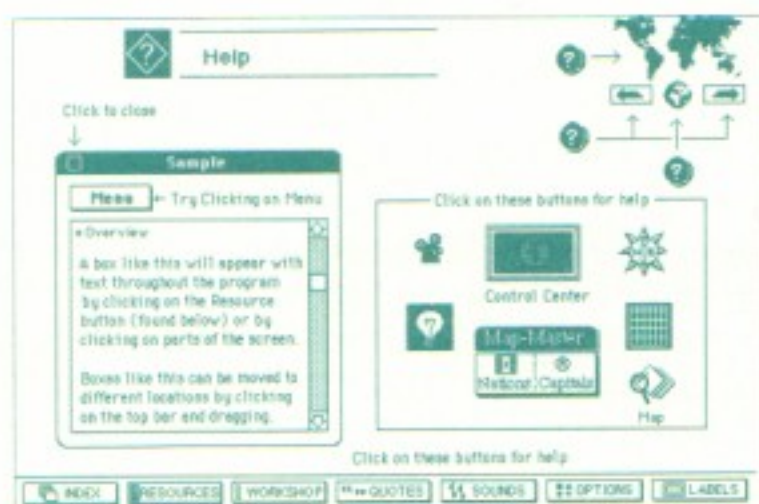 Help
Click to close
Sample
Menu ← Try Clicking on Menu
• Overview
A box like this will appear with
text throughout the program
by clicking on the Resource
button (found below) or by
clicking on parts of the screen.
Boxes like this can be moved to
different locations by clicking
on the top bar and dragging.
Click on these buttons for help
Control Center
Map-Master
Nations Capitals
Map
Click on these buttons for help
INDEX RESOURCES WORKSHOP QUOTES SOUNDS OPTIONS LABELS